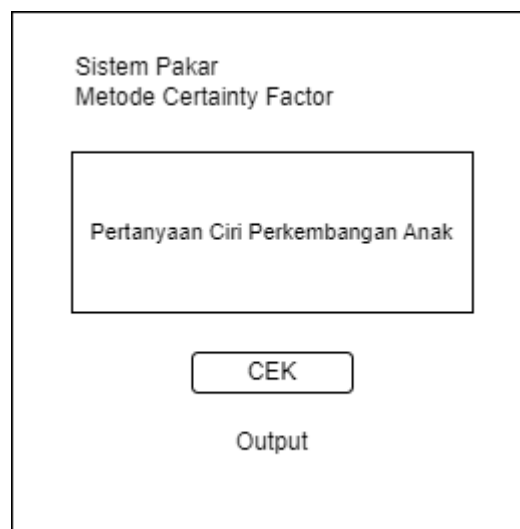 Sistem Pakar
Metode Certainty Factor
Pertanyaan Ciri Perkembangan Anak
CEK
Output